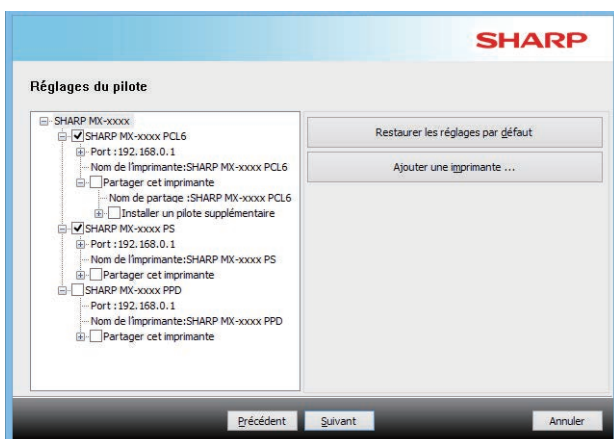 SHARP
Réglages du pilote
SHARP MX-xxxx
SHARP MX-xxxx PCL6
Port :192.168.0.1
Nom de l'imprimante:SHARP MX-xxxx PCL6
Partager cet imprimante
Nom de partage :SHARP MX-xxxx PCL6
Installer un pilote supplémentaire
SHARP MX-xxxx PS
Port :192.168.0.1
Nom de l'imprimante:SHARP MX-xxxx PS
Partager cet imprimante
SHARP MX-xxxx PPD
Port :192.168.0.1
Nom de l'imprimante:SHARP MX-xxxx PPD
Partager cet imprimante
Restaurer les réglages par défaut
Ajouter une imprimante ...
Précédent
Suivant
Annuler